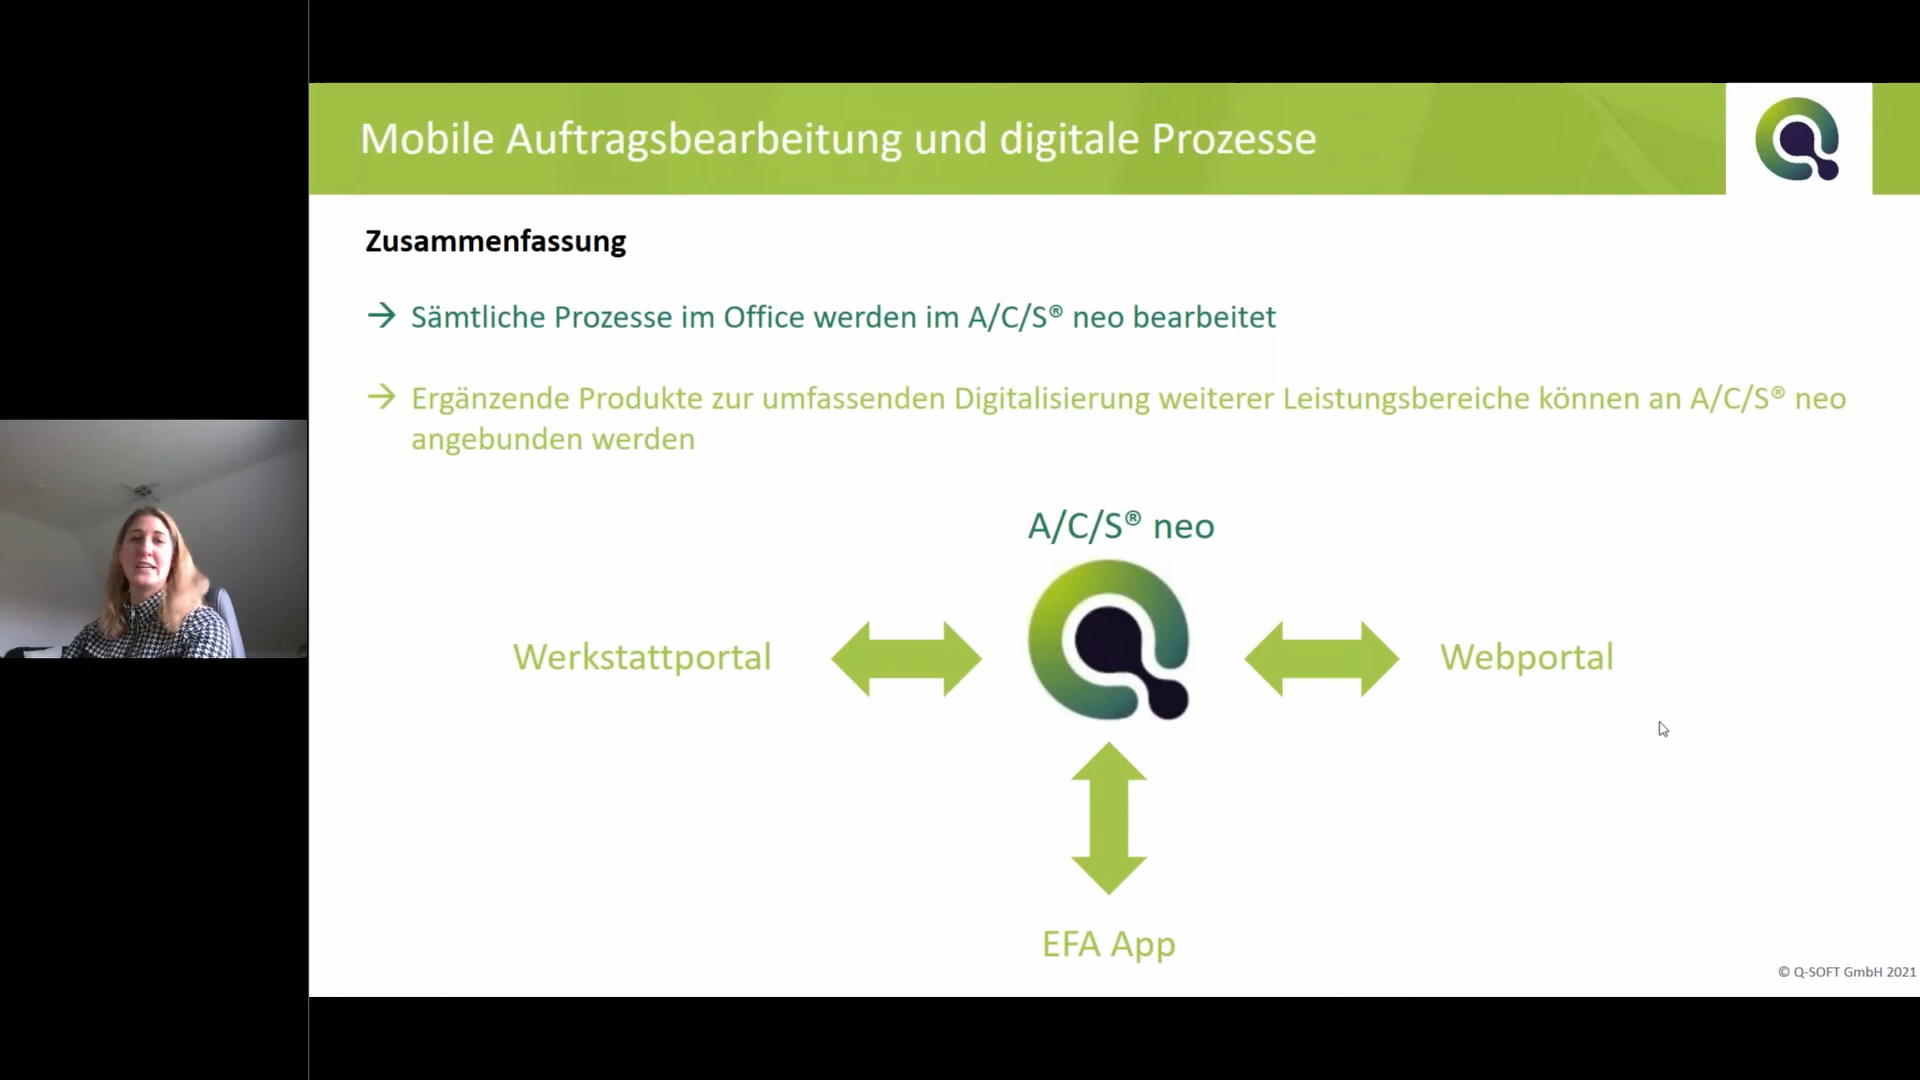 Mobile Auftragsbearbeitung und digitale Prozesse
Zusammenfassung
→ Sämtliche Prozesse im Office werden im A/C/S® neo bearbeitet
→ Ergänzende Produkte zur umfassenden Digitalisierung weiterer Leistungsbereiche können an A/C/S® neo
angebunden werden
A/C/S® neo
Werkstattportal
Webportal
EFA App
© Q-SOFT GmbH 2021